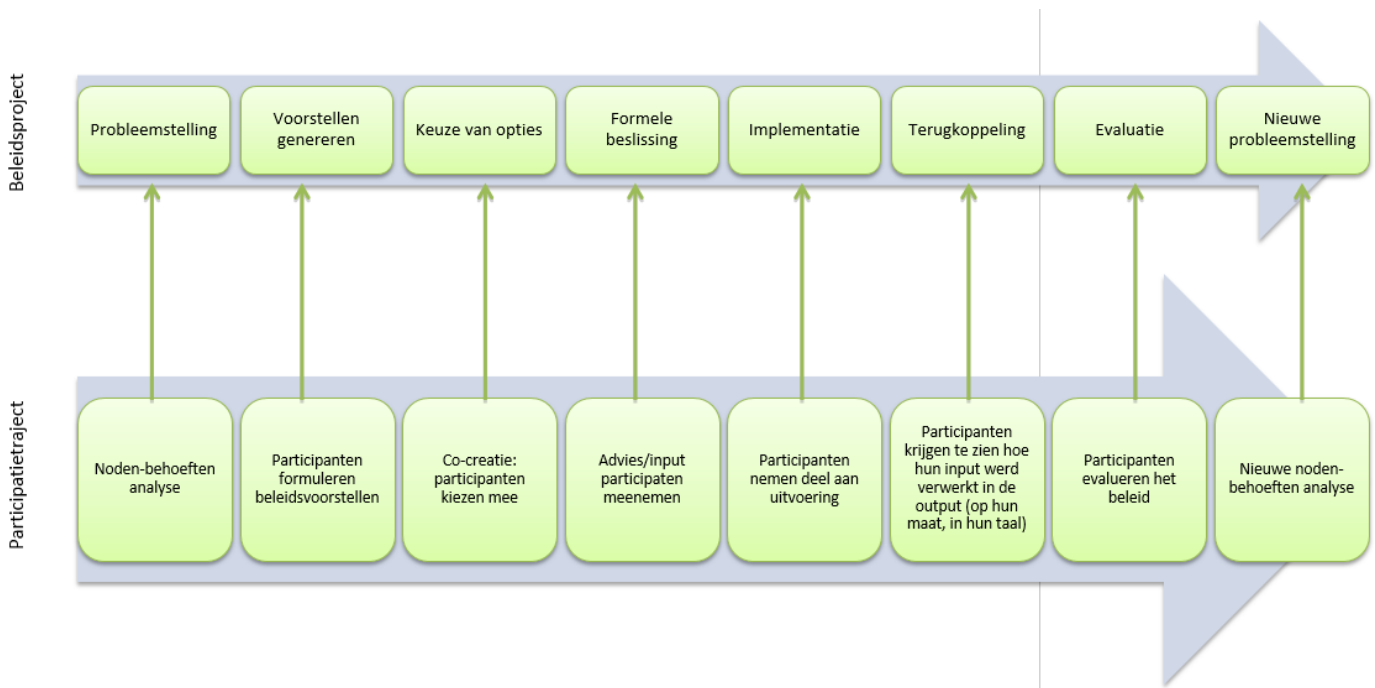 Beleidsproject
Probleemstelling
Voorstellen
genereren
Keuze van opties
Formele
beslissing
Implementatie
Terugkoppeling
Evaluatie
Nieuwe
probleemstelling
Participatietraject
Noden-behoeften
analyse
Participanten
formuleren
beleidsvoorstellen
Co-creatie:
participanten
kiezen mee
Advies/input
participaten
meenemen
Participanten
nemen deel aan
uitvoering
Participanten
krijgen te zien hoe
hun input werd
verwerkt in de
output (op hun
maat, in hun taal)
Participanten
evalueren het
beleid
Nieuwe noden-
behoeften analyse